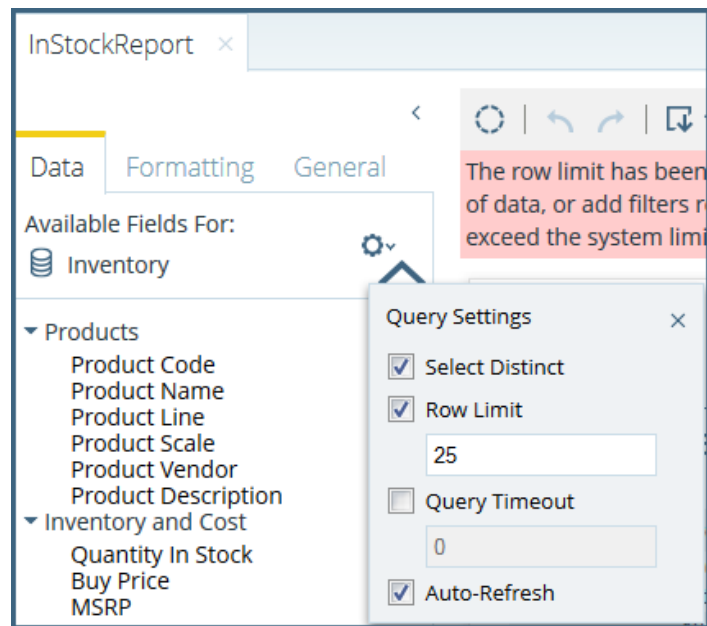 InStockReport
Data Formatting General
Available Fields For:
Inventory
The row limit has been
of data, or add filters
exceed the system
Products
Product Code
Product Name
Product Line
Product Scale
Product Vendor
Product Description
Inventory and Cost
Quantity In Stock
Buy Price
MSRP
Query Settings
Select Distinct
Row Limit
25
Query Timeout
0
Auto-Refresh